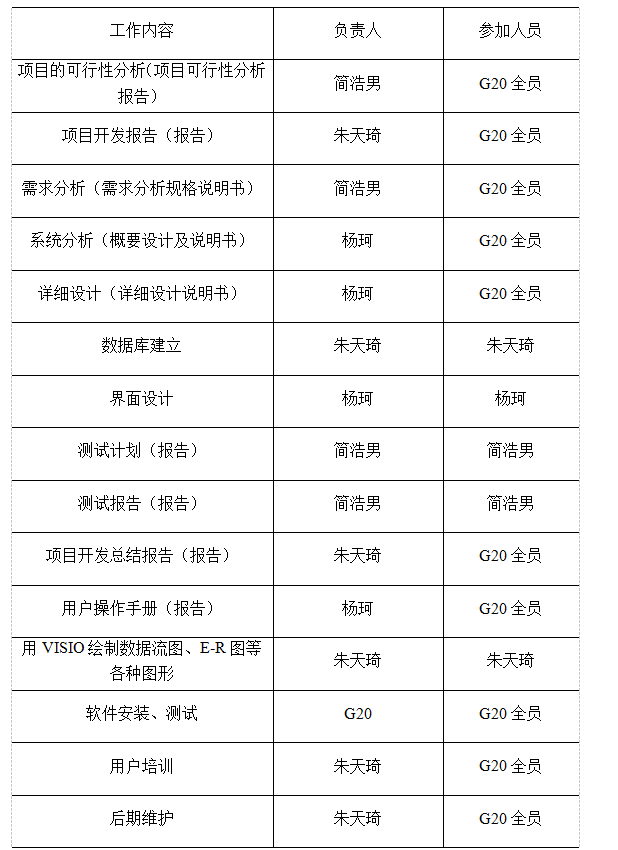 工作内容 负责人 参加人员
项目的可行性分析(项目可行性分析
报告） 简浩男 G20 全员
项目开发报告（报告） 朱天琦 G20 全员
需求分析（需求分析规格说明书） 简浩男 G20 全员
系统分析（概要设计及说明书） 杨珂 G20 全员
详细设计（详细设计说明书） 杨珂 G20 全员
数据库建立 朱天琦 朱天琦
界面设计 杨珂 杨珂
测试计划（报告） 简浩男 简浩男
测试报告（报告） 简浩男 简浩男
项目开发总结报告（报告） 朱天琦 G20 全员
用户操作手册（报告） 杨珂 G20 全员
用 VISIO 绘制数据流图、E-R 图等
各种图形 朱天琦 朱天琦
软件安装、测试 G20 G20 全员
用户培训 朱天琦 G20 全员
后期维护 朱天琦 G20 全员